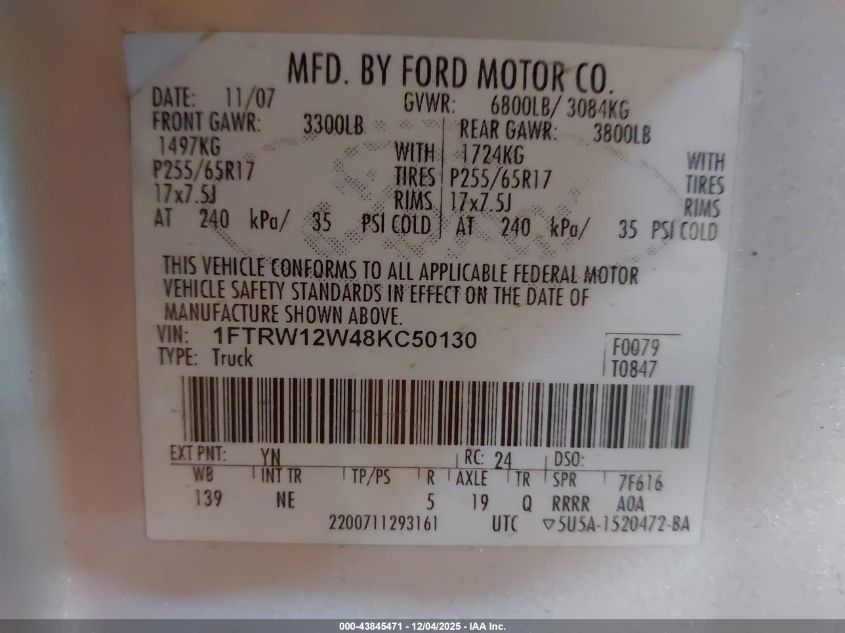 MFD. BY FORD MOTOR CO.
DATE: 11/07 GVWR: 6800LB/ 3084KG
FRONT GAWR: 3300LB REAR GAWR: 3800LB
1497KG WITH 1724KG WITH
P255/65R17 TIRES P255/65R17 TIRES
17x7.5J RIMS 17x7.5J RIMS
AT 240 kPa/ 35 PSI COLD AT 240 kPa/ 35 PSI COLD
THIS VEHICLE CONFORMS TO ALL APPLICABLE FEDERAL MOTOR
VEHICLE SAFETY STANDARDS IN EFFECT ON THE DATE OF
MANUFACTURE SHOWN ABOVE.
VIN: 1FTRW12W48KC50130
TYPE: Truck
F0079
T0847
EXT PNT: YN RC: 24 DSO:
WB INT TR TP/PS R AXLE TR SPR 7F616
139 NE 5 19 Q RRRR A0A
2200711293161 UTC ▽5U5A-1520472-BA
000-43845471 - 12/04/2025 - IAA Inc.